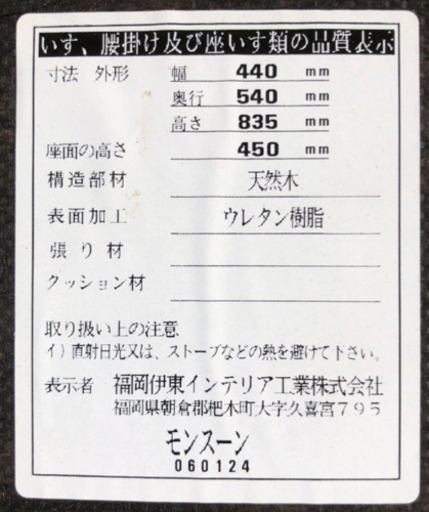 いす、腰掛け及び座いす類の品質表示
寸法 外形 幅 440 mm
奥行 540 mm
高さ 835 mm
座面の高さ 450 mm
構造部材 天然木
表面加工 ウレタン樹脂
張り材
クッション材
取り扱い上の注意
イ)直射日光又は、ストーブなどの熱を避けて下さい。
表示者 福岡伊東インテリア工業株式会社
福岡県朝倉郡杷木町大字久喜宮795
モンスーン
060124